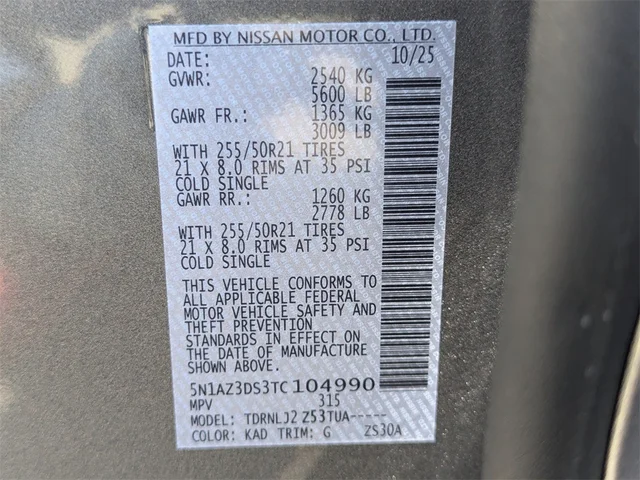 MFD BY NISSAN MOTOR CO., LTD.
DATE: 10/25
GVWR: 2540 KG
5600 LB
GAWR FR.: 1365 KG
3009 LB
WITH 255/50R21 TIRES
21 X 8.0 RIMS AT 35 PSI
COLD SINGLE
GAWR RR.: 1260 KG
2778 LB
WITH 255/50R21 TIRES
21 X 8.0 RIMS AT 35 PSI
COLD SINGLE
THIS VEHICLE CONFORMS TO
ALL APPLICABLE FEDERAL
MOTOR VEHICLE SAFETY AND
THEFT PREVENTION
STANDARDS IN EFFECT ON
THE DATE OF MANUFACTURE
SHOWN ABOVE.
5N1AZ3DS3TC104990
MPV 315
MODEL: TDRNLJ2 Z53TUA-----
COLOR: KAD TRIM: G ZS30A